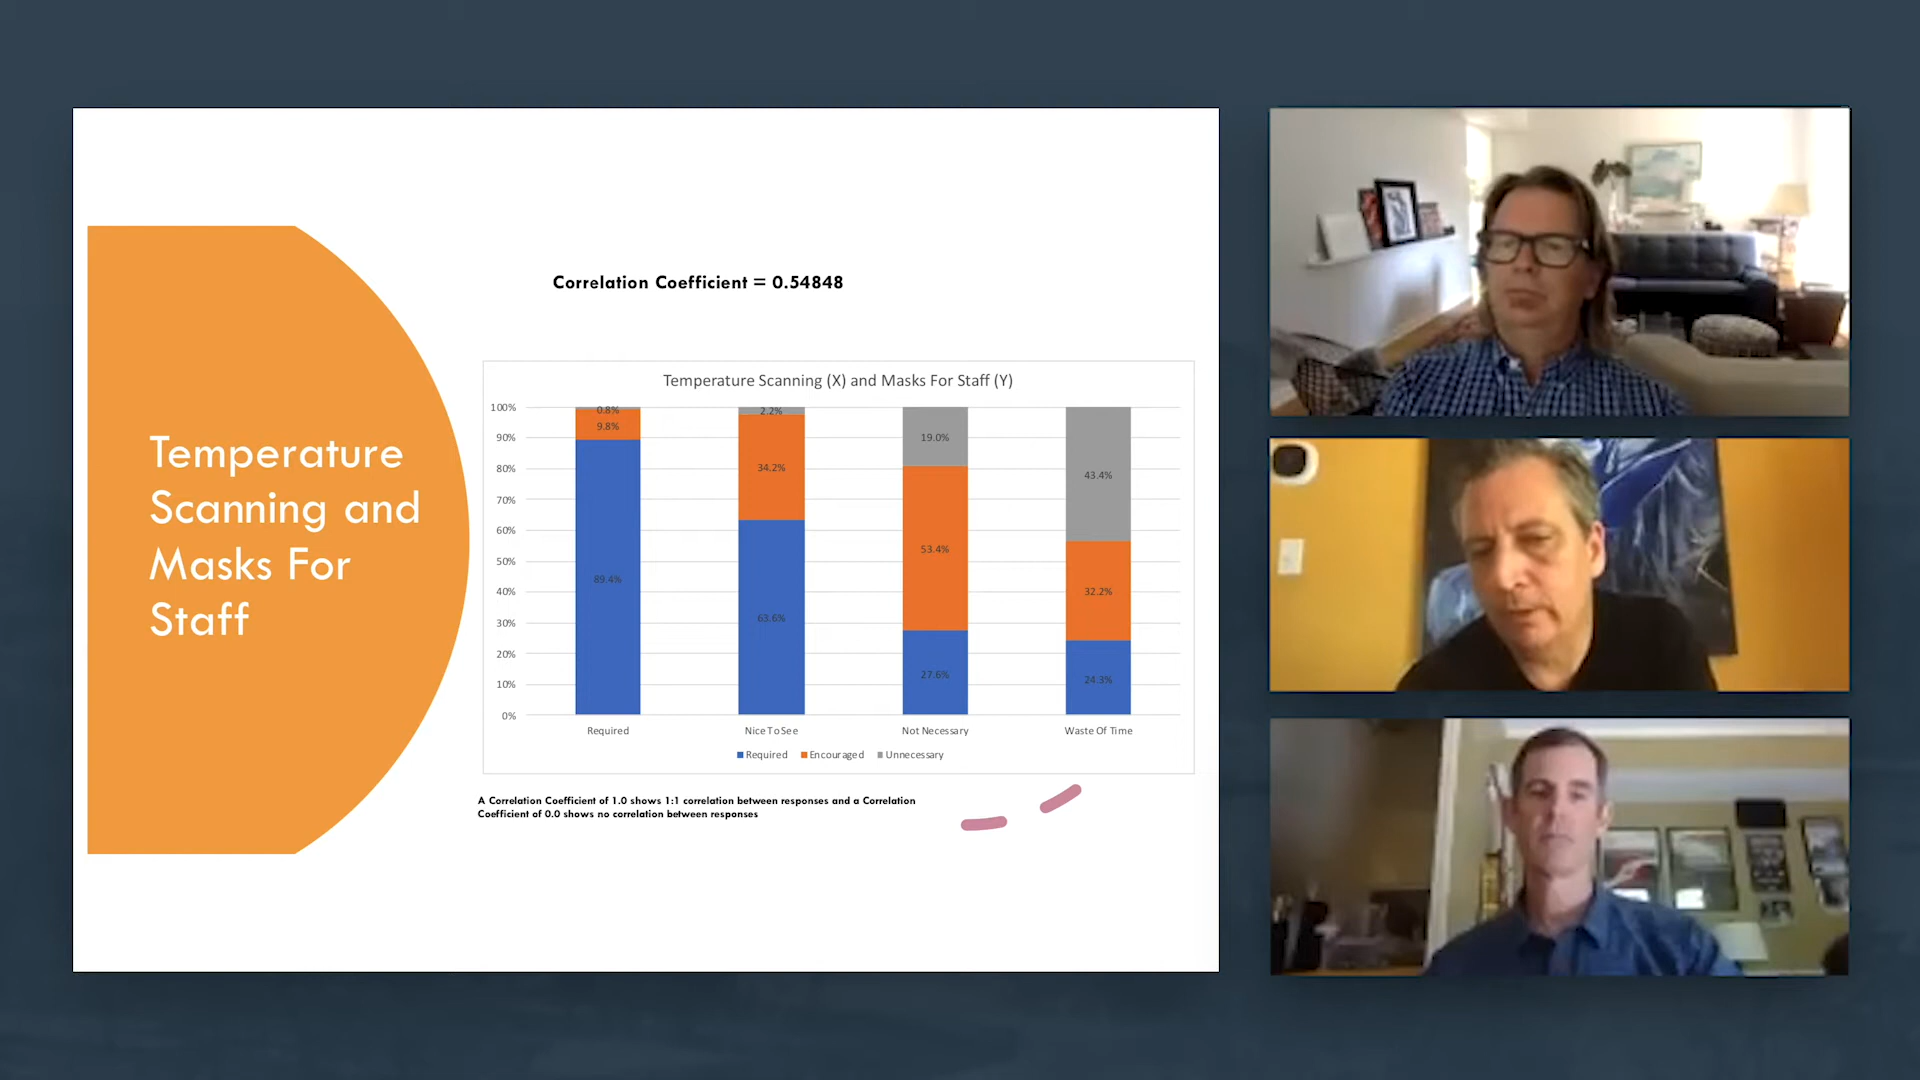 Temperature
Scanning and
Masks For
Staff
Correlation Coefficient = 0.54848
Temperature Scanning (X) and Masks For Staff (Y)
100%
90%
80%
70%
60%
50%
40%
30%
20%
10%
0%
0.8%
9.8%
89.4%
2.2%
34.2%
63.6%
19.0%
53.4%
27.6%
43.4%
32.2%
24.3%
Required Nice To See Not Necessary Waste Of Time
Required Encouraged Unnecessary
A Correlation Coefficient of 1.0 shows 1:1 correlation between responses and a Correlation
Coefficient of 0.0 shows no correlation between responses